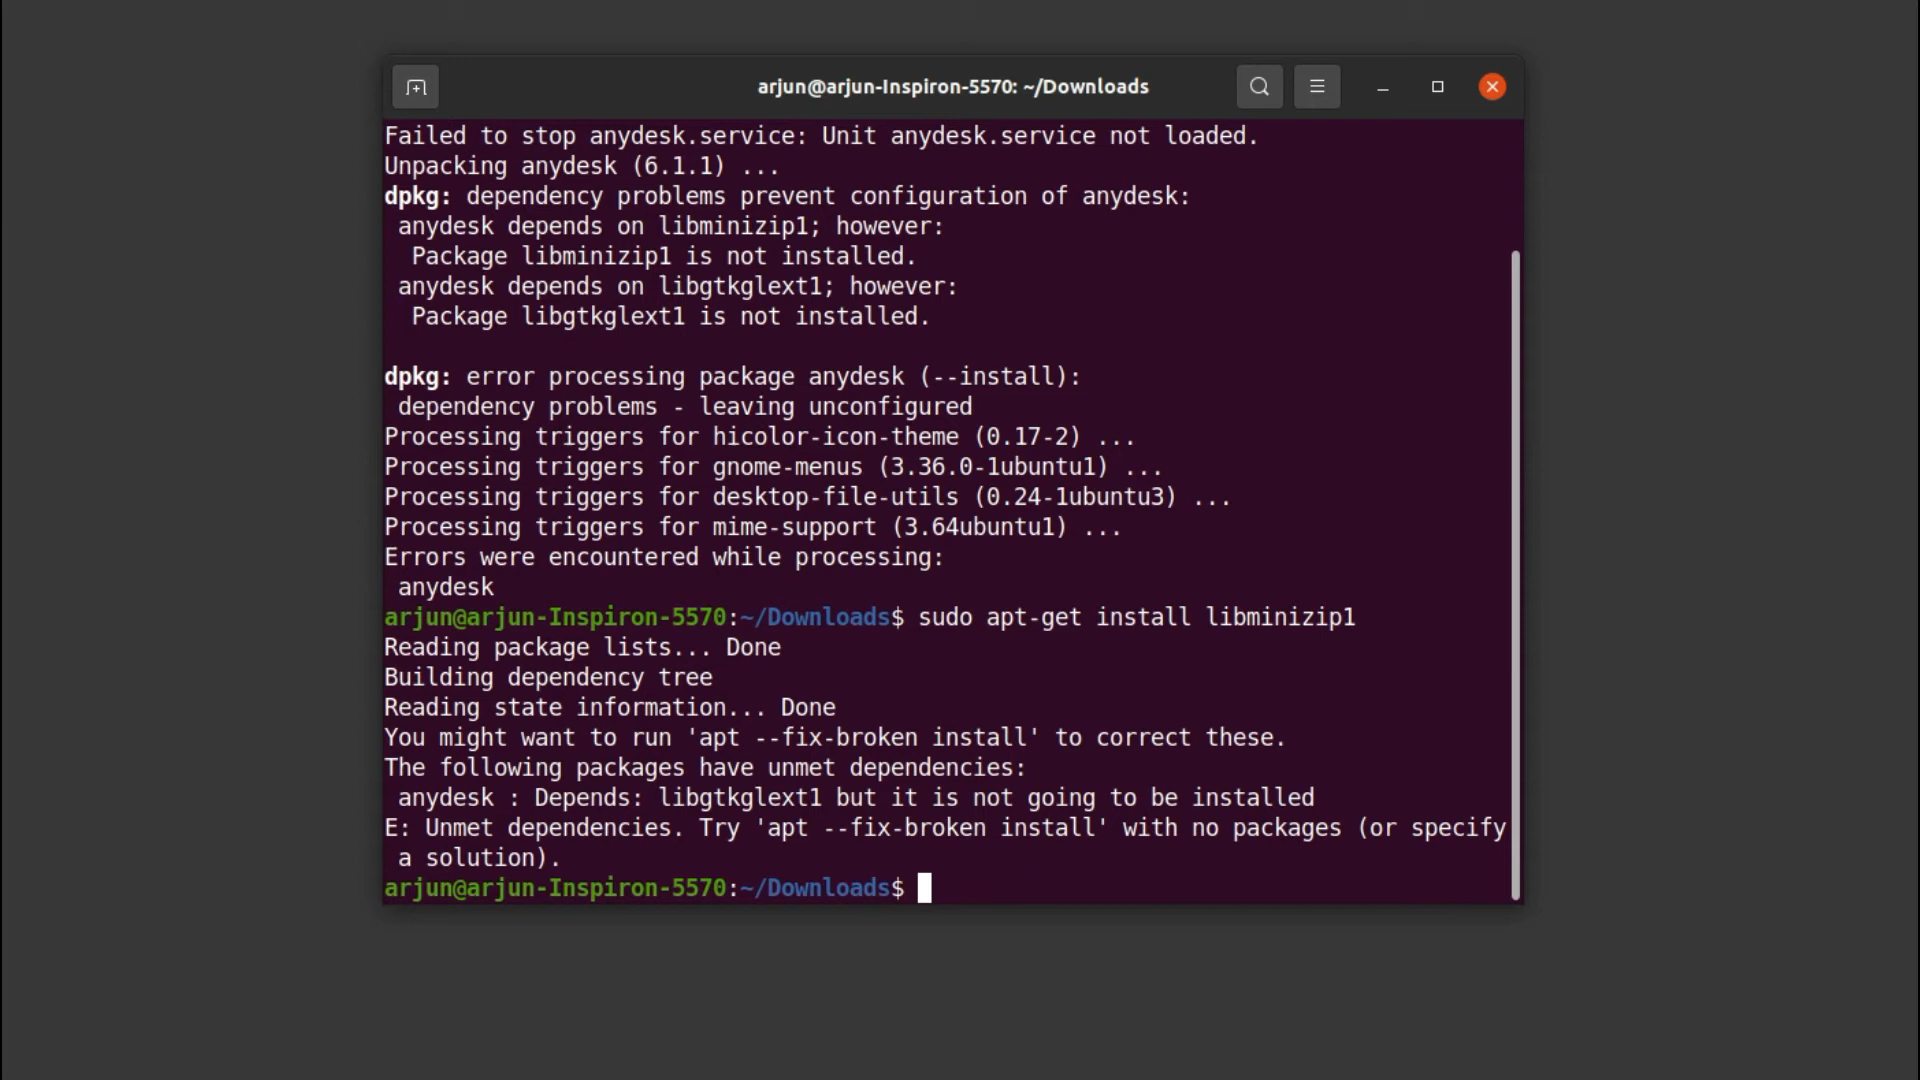 arjun@arjun-Inspiron-5570: ~/Downloads
Failed to stop anydesk.service: Unit anydesk.service not loaded.
Unpacking anydesk (6.1.1) ...
dpkg: dependency problems prevent configuration of anydesk:
 anydesk depends on libminizip1; however:
  Package libminizip1 is not installed.
 anydesk depends on libgtkglext1; however:
  Package libgtkglext1 is not installed.

dpkg: error processing package anydesk (--install):
 dependency problems - leaving unconfigured
Processing triggers for hicolor-icon-theme (0.17-2) ...
Processing triggers for gnome-menus (3.36.0-1ubuntu1) ...
Processing triggers for desktop-file-utils (0.24-1ubuntu3) ...
Processing triggers for mime-support (3.64ubuntu1) ...
Errors were encountered while processing:
 anydesk
arjun@arjun-Inspiron-5570:~/Downloads$ sudo apt-get install libminizip1
Reading package lists... Done
Building dependency tree
Reading state information... Done
You might want to run 'apt --fix-broken install' to correct these.
The following packages have unmet dependencies:
 anydesk : Depends: libgtkglext1 but it is not going to be installed
E: Unmet dependencies. Try 'apt --fix-broken install' with no packages (or specify
 a solution).
arjun@arjun-Inspiron-5570:~/Downloads$